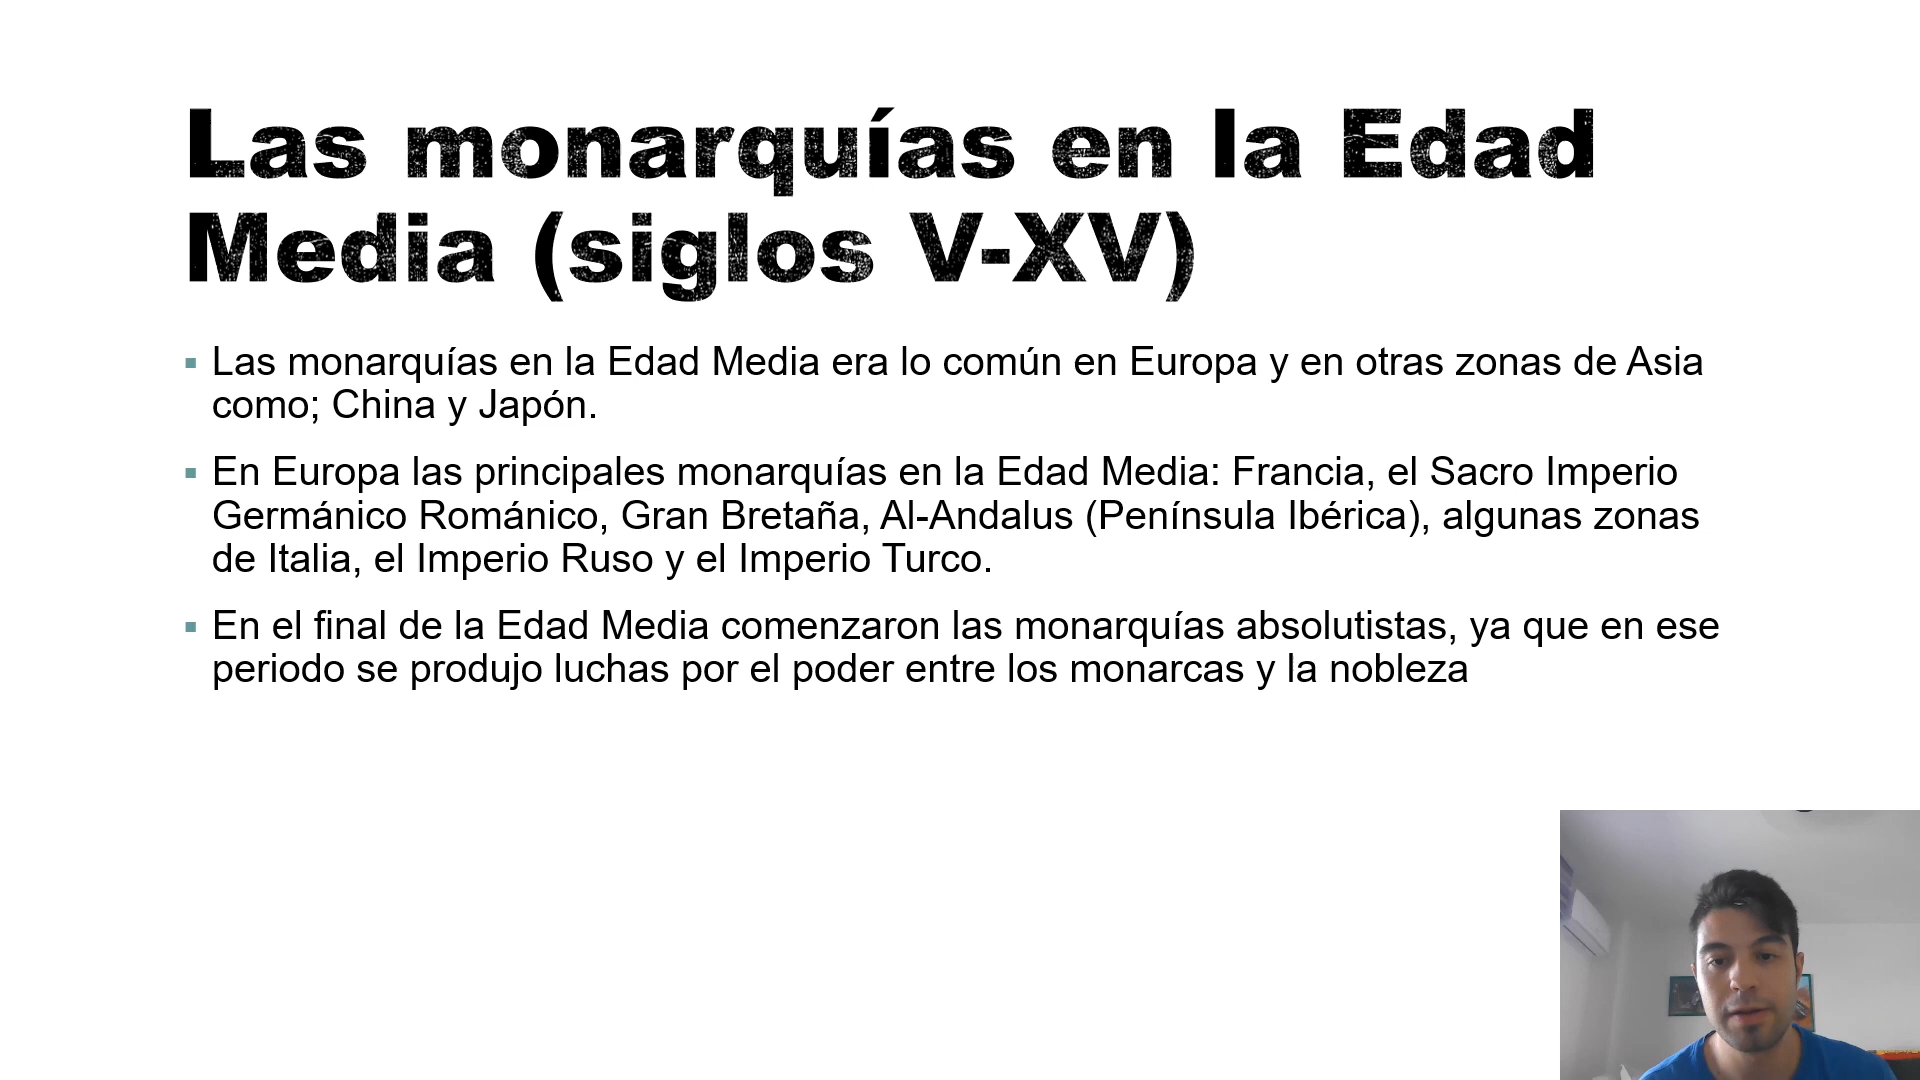 Las monarquías en la Edad
Media (siglos V-XV)
Las monarquías en la Edad Media era lo común en Europa y en otras zonas de Asia
como; China y Japón.
En Europa las principales monarquías en la Edad Media: Francia, el Sacro Imperio
Germánico Románico, Gran Bretaña, Al-Andalus (Península Ibérica), algunas zonas
de Italia, el Imperio Ruso y el Imperio Turco.
En el final de la Edad Media comenzaron las monarquías absolutistas, ya que en ese
periodo se produjo luchas por el poder entre los monarcas y la nobleza